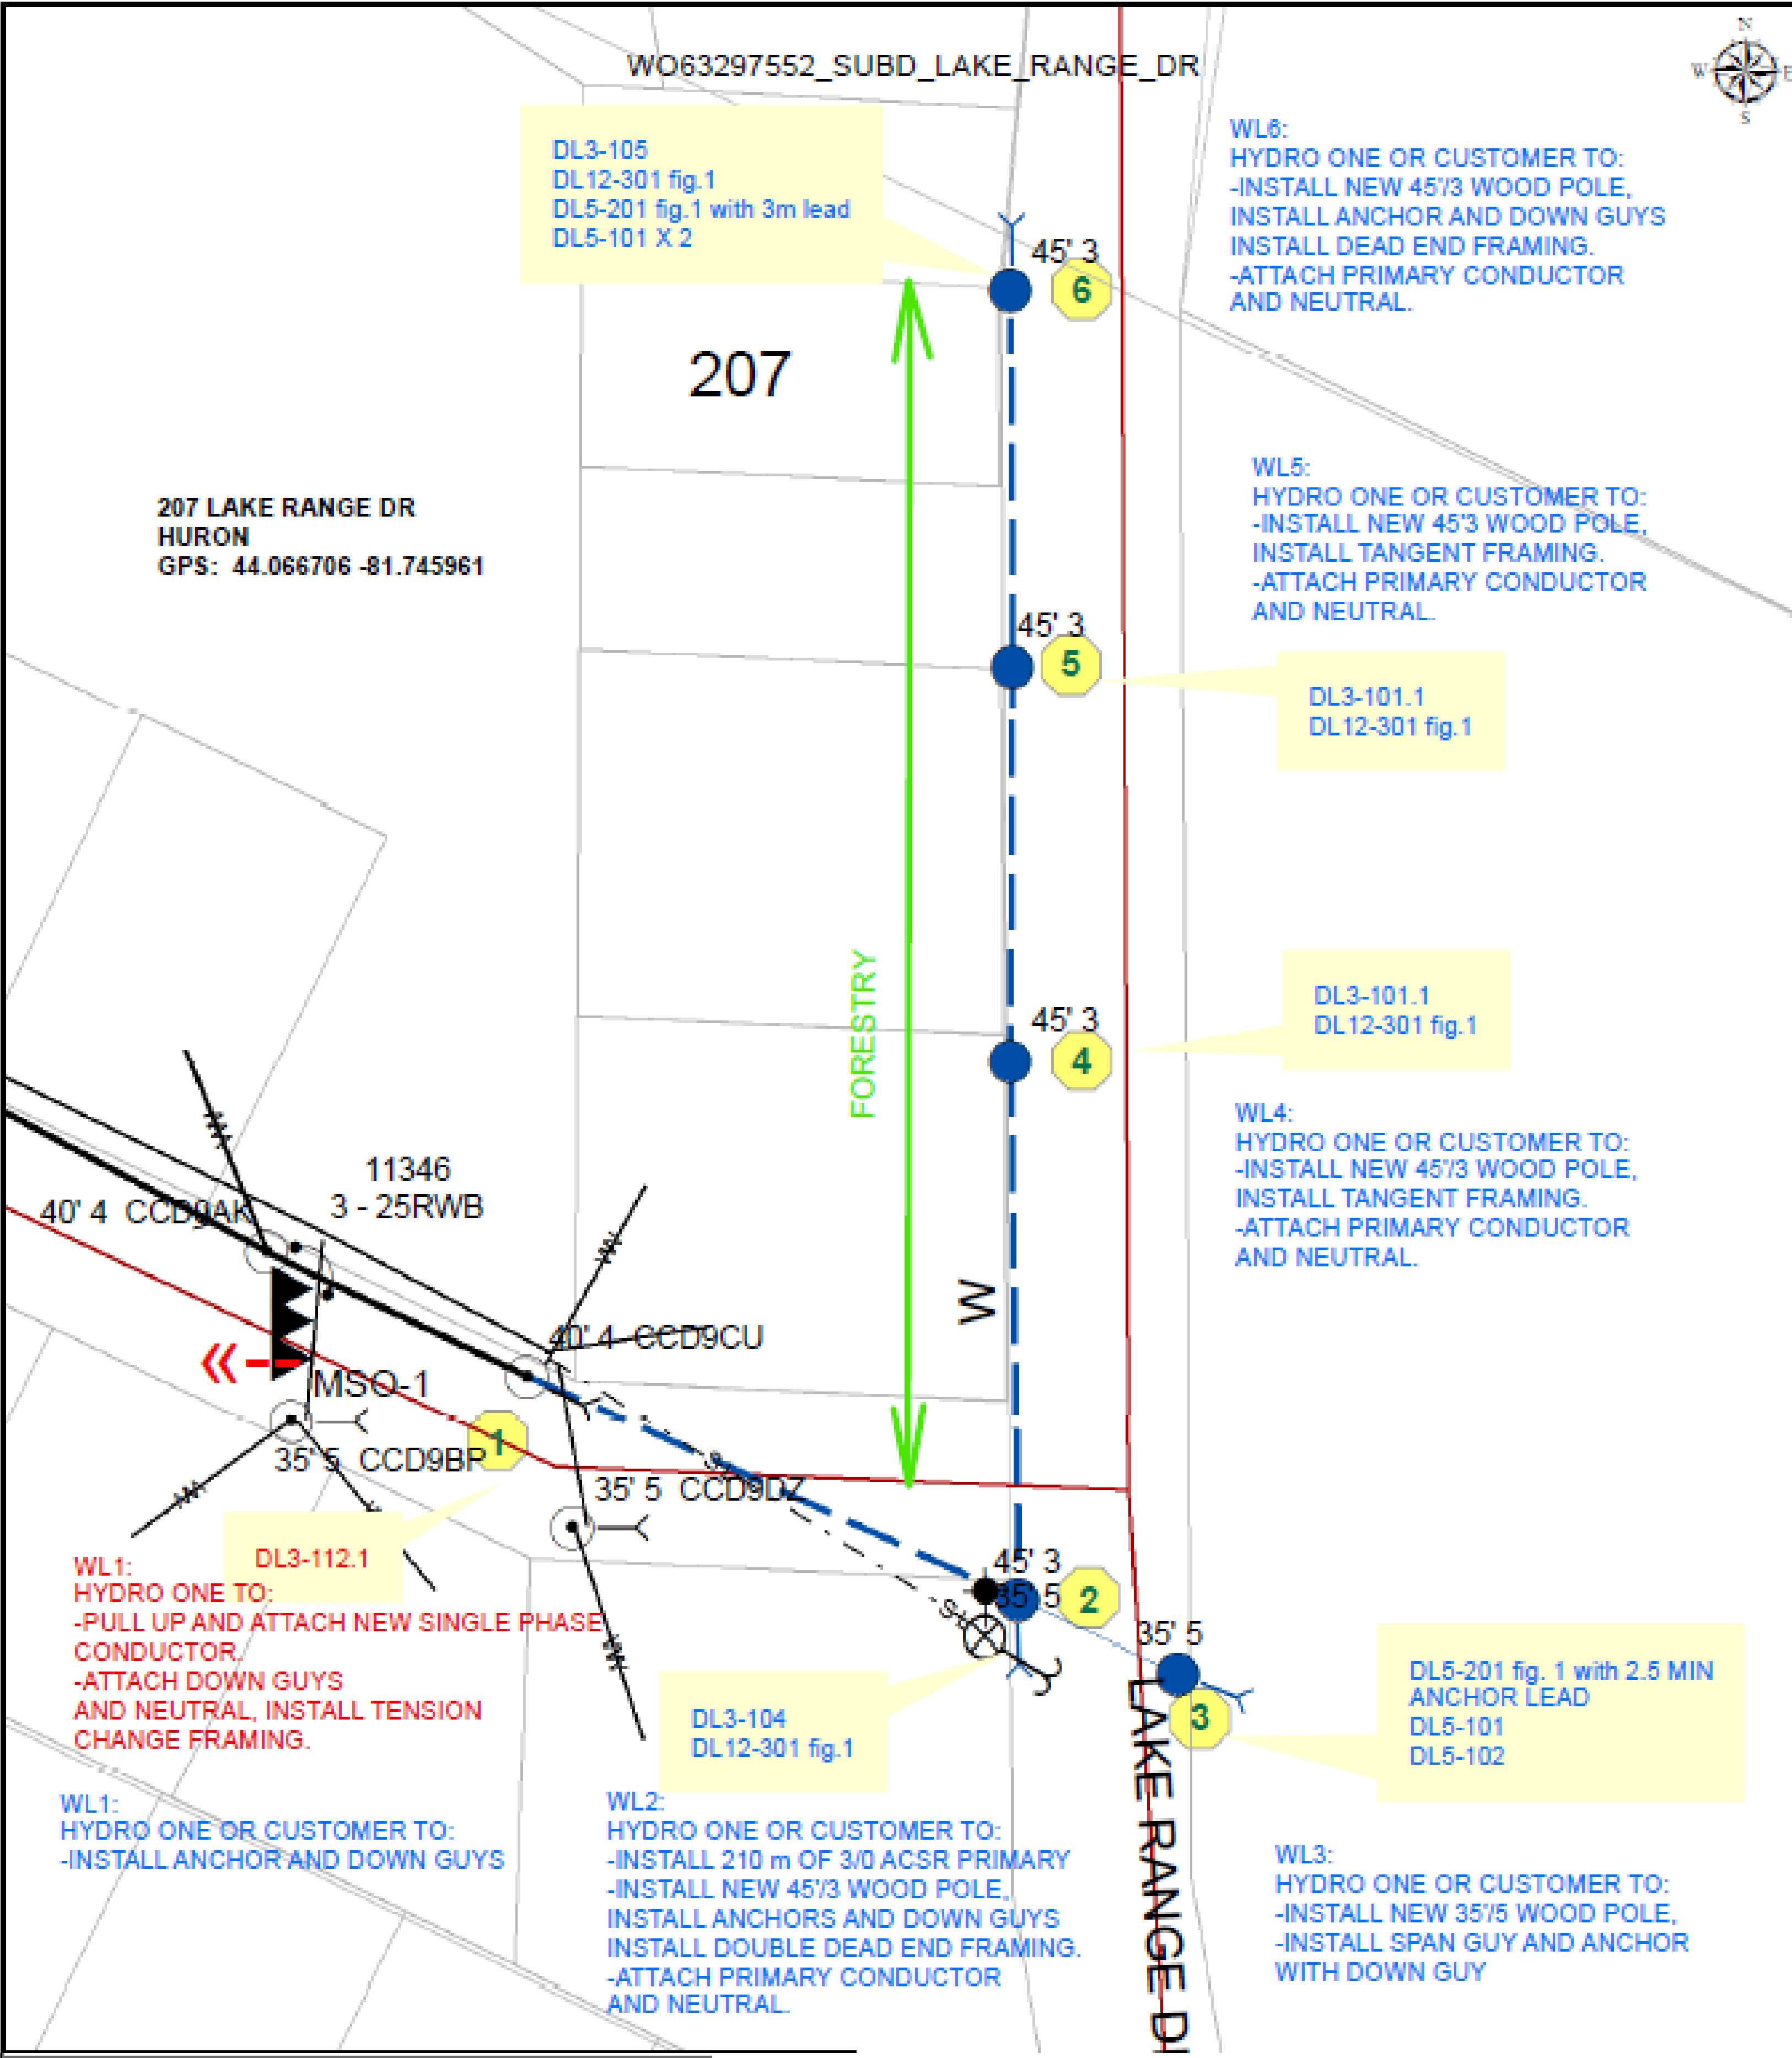 WO63297552_SUBD_LAKE_RANGE_DR
N
W
E
S
DL3-105
DL12-301 fig.1
DL5-201 fig.1 with 3m lead
DL5-101 X 2
WL6:
HYDRO ONE OR CUSTOMER TO:
-INSTALL NEW 45'/3 WOOD POLE,
INSTALL ANCHOR AND DOWN GUYS
INSTALL DEAD END FRAMING.
-ATTACH PRIMARY CONDUCTOR
AND NEUTRAL.
45' 3
6
207
207 LAKE RANGE DR
HURON
GPS:  44.066706 -81.745961
WL5:
HYDRO ONE OR CUSTOMER TO:
-INSTALL NEW 45'3 WOOD POLE,
INSTALL TANGENT FRAMING.
-ATTACH PRIMARY CONDUCTOR
AND NEUTRAL.
45' 3
5
DL3-101.1
DL12-301 fig.1
FORESTRY
DL3-101.1
DL12-301 fig.1
45' 3
4
WL4:
HYDRO ONE OR CUSTOMER TO:
-INSTALL NEW 45'/3 WOOD POLE,
INSTALL TANGENT FRAMING.
-ATTACH PRIMARY CONDUCTOR
AND NEUTRAL.
11346
3 - 25RWB
40' 4  CCD9AK
W
40' 4  CCD9CU
MSO-1
1
35' 5  CCD9BP
35' 5  CCD9DZ
DL3-112.1
WL1:
HYDRO ONE TO:
-PULL UP AND ATTACH NEW SINGLE PHASE
CONDUCTOR.
-ATTACH DOWN GUYS
AND NEUTRAL, INSTALL TENSION
CHANGE FRAMING.
45' 3
35' 5
2
35' 5
3
DL3-104
DL12-301 fig.1
DL5-201 fig. 1 with 2.5 MIN
ANCHOR LEAD
DL5-101
DL5-102
LAKE RANGE DR
WL1:
HYDRO ONE OR CUSTOMER TO:
-INSTALL ANCHOR AND DOWN GUYS
WL2:
HYDRO ONE OR CUSTOMER TO:
-INSTALL 210 m OF 3/0 ACSR PRIMARY
-INSTALL NEW 45'/3 WOOD POLE,
INSTALL ANCHORS AND DOWN GUYS
INSTALL DOUBLE DEAD END FRAMING.
-ATTACH PRIMARY CONDUCTOR
AND NEUTRAL.
WL3:
HYDRO ONE OR CUSTOMER TO:
-INSTALL NEW 35'/5 WOOD POLE,
-INSTALL SPAN GUY AND ANCHOR
WITH DOWN GUY